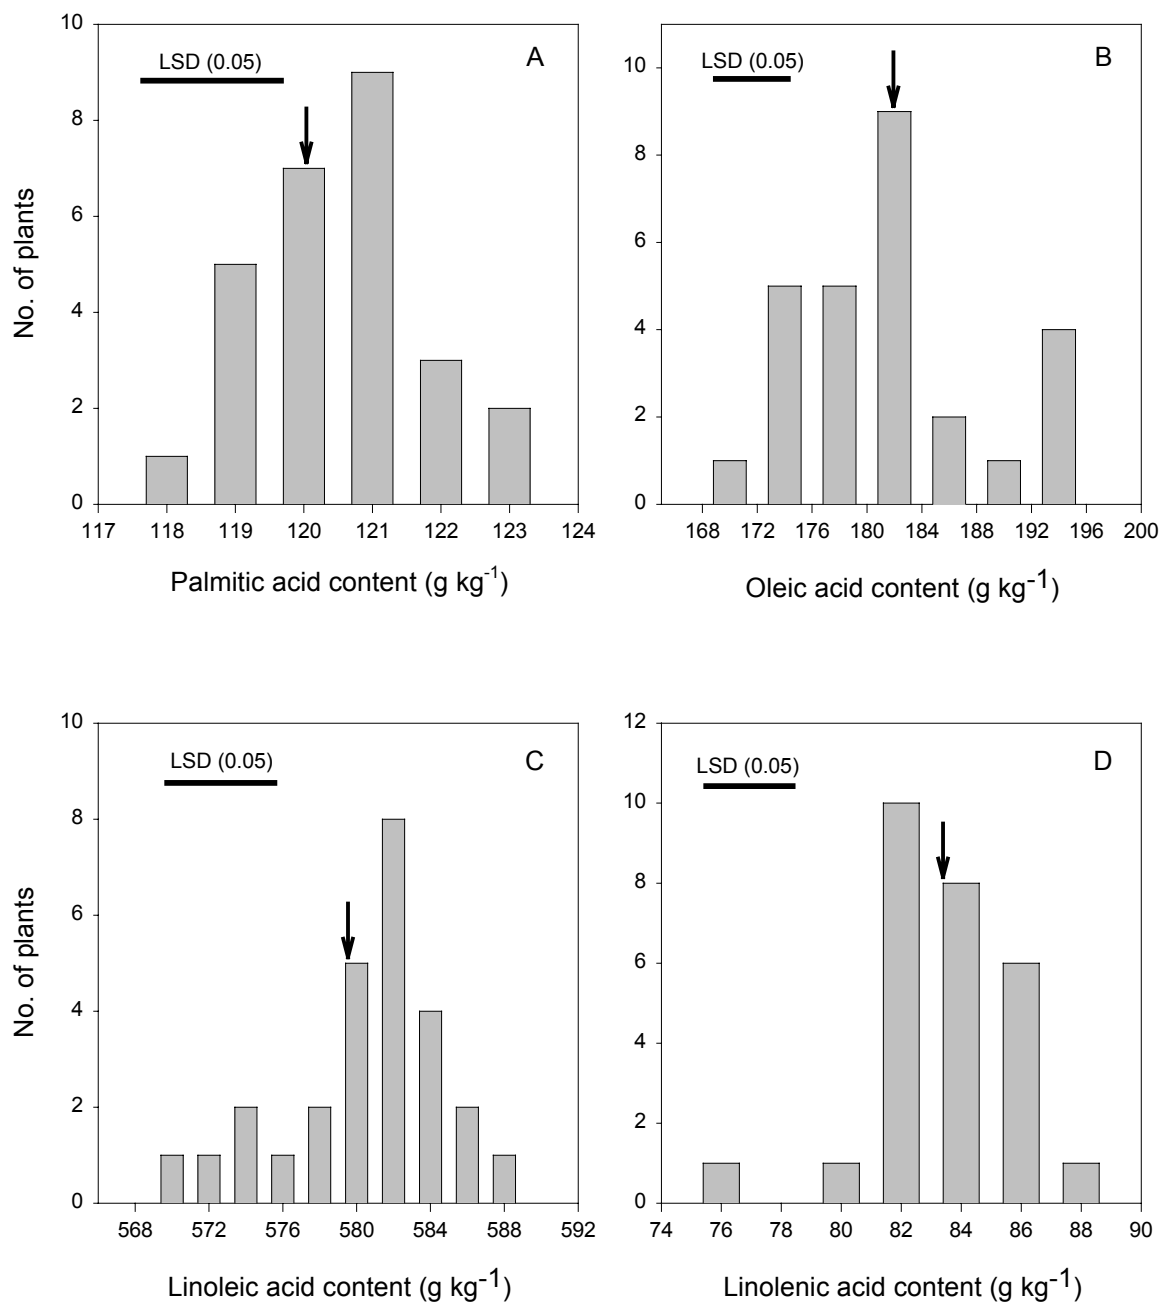 10
8
6
4
2
0
No. of plants
LSD (0.05)
A
117 118 119 120 121 122 123 124
Palmitic acid content (g kg⁻¹)
10
8
6
4
2
0
LSD (0.05)
B
168 172 176 180 184 188 192 196 200
Oleic acid content (g kg⁻¹)
10
8
6
4
2
0
No. of plants
LSD (0.05)
C
568 572 576 580 584 588 592
Linoleic acid content (g kg⁻¹)
12
10
8
6
4
2
0
LSD (0.05)
D
74 76 78 80 82 84 86 88 90
Linolenic acid content (g kg⁻¹)